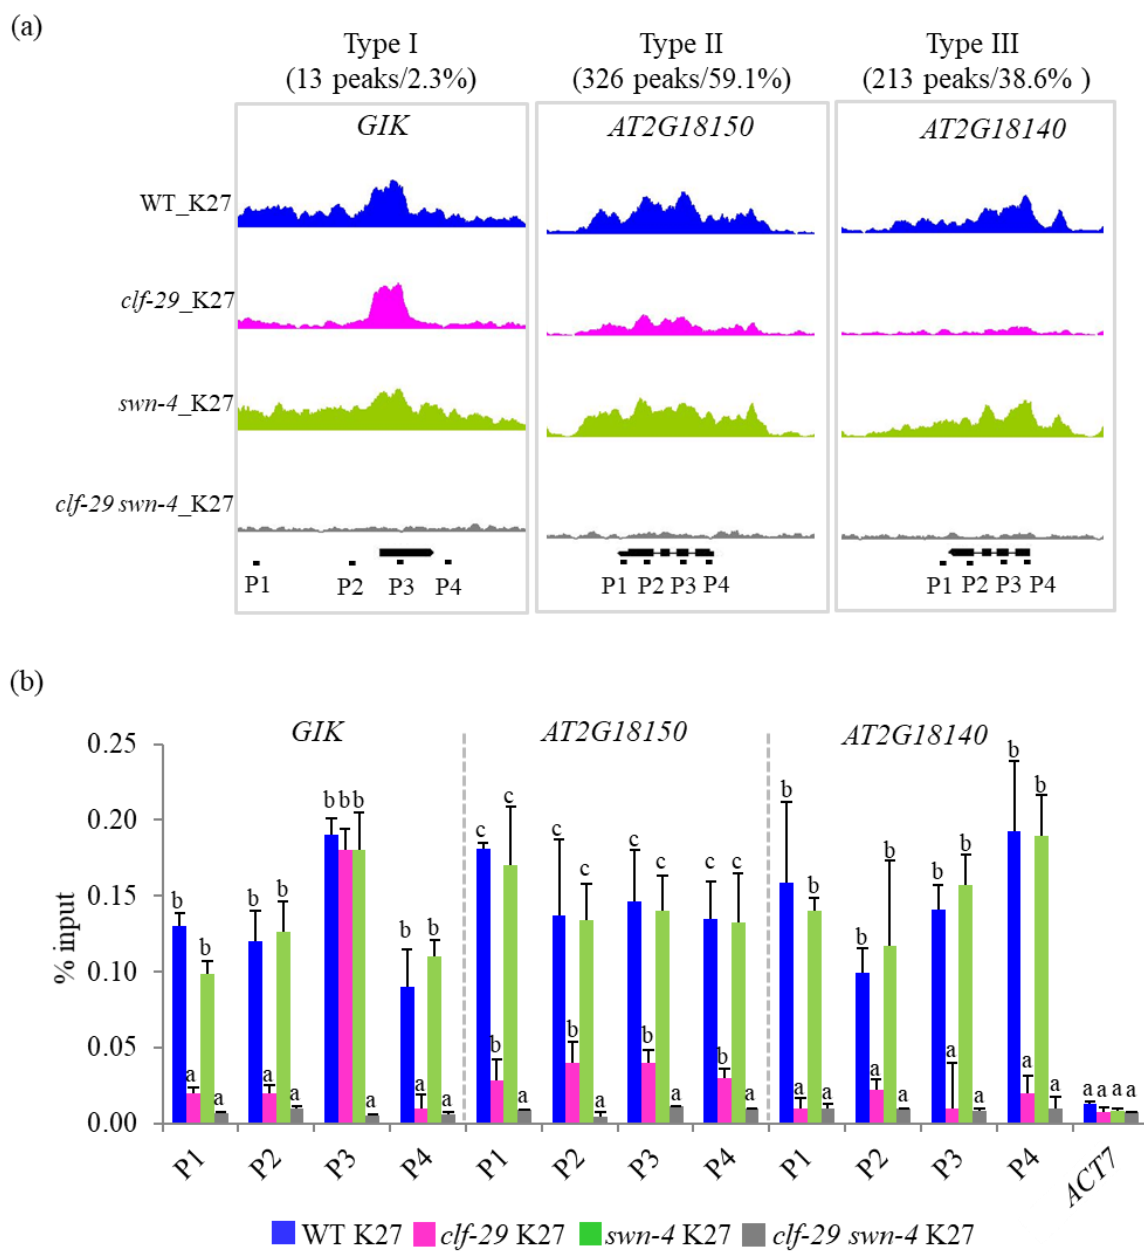 (a)
Type I
(13 peaks/2.3%)
Type II
(326 peaks/59.1%)
Type III
(213 peaks/38.6% )
GIK
AT2G18150
AT2G18140
WT_K27
clf-29_K27
swn-4_K27
clf-29 swn-4_K27
P1 P2 P3 P4
P1 P2 P3 P4
P1 P2 P3 P4
(b)
GIK
AT2G18150
AT2G18140
% input
0.25
0.20
0.15
0.10
0.05
0.00
b a b a
b a b a
b b b a
b a b a
c b c a
c b c a
c b c a
c b c a
b a b a
b a b a
b a b a
b a b a
a a a a
P1 P2 P3 P4 P1 P2 P3 P4 P1 P2 P3 P4 ACT7
WT K27 clf-29 K27 swn-4 K27 clf-29 swn-4 K27